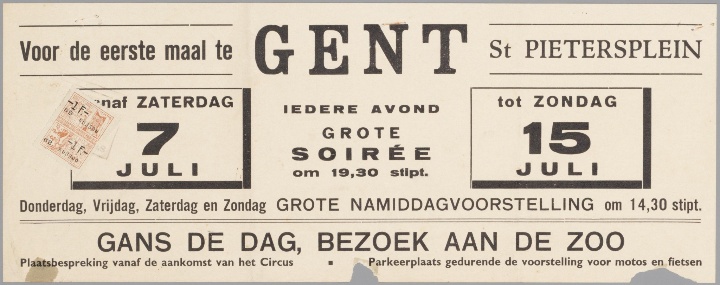 Voor de eerste maal te GENT St PIETERSPLEIN
vanaf ZATERDAG
7
JULI
IEDERE AVOND
GROTE
SOIRÉE
om 19,30 stipt.
tot ZONDAG
15
JULI
Donderdag, Vrijdag, Zaterdag en Zondag GROTE NAMIDDAGVOORSTELLING om 14,30 stipt.
GANS DE DAG, BEZOEK AAN DE ZOO
Plaatsbespreking vanaf de aankomst van het Circus ▪ Parkeerplaats gedurende de voorstelling voor motos en fietsen